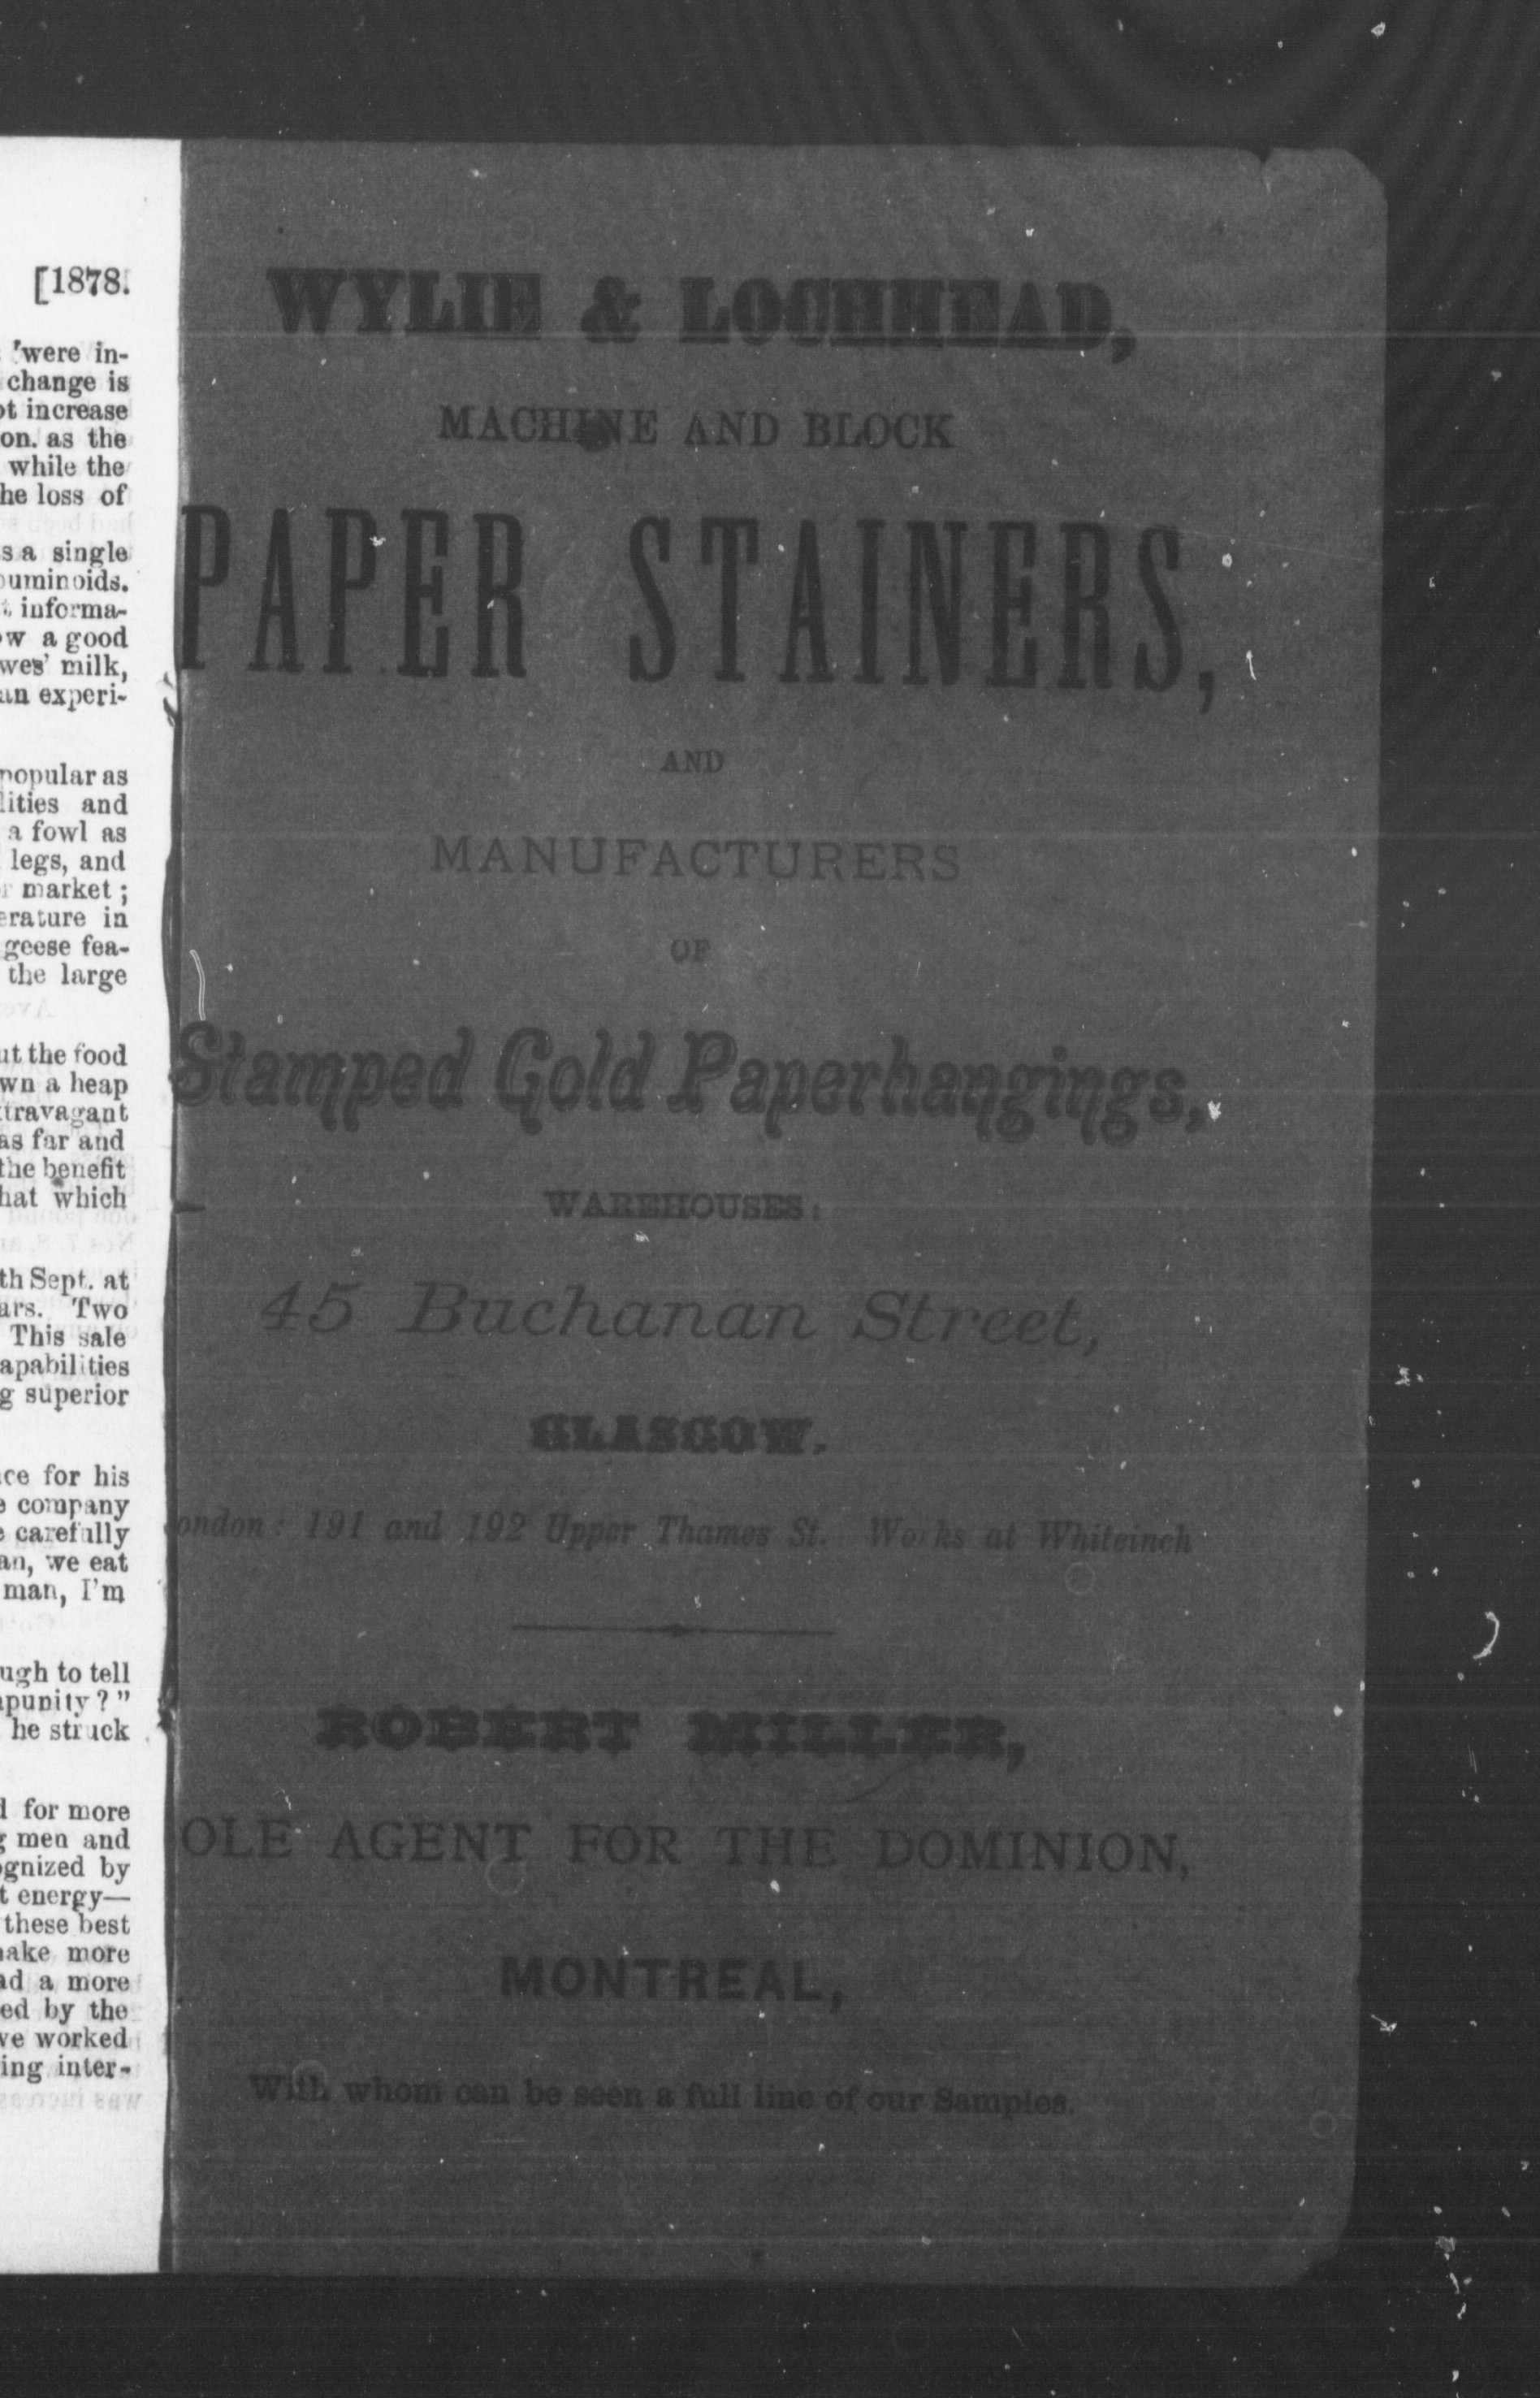 [1878.
were in-
change is
increase
on. as the
while the
he loss of
s a single
uminoids.
informa-
w a good
wes' milk,
an experi-
popular as
lities and
a fowl as
legs, and
market ;
erature in
geese fea-
the large
ut the food
wn a heap
travagant
as far and
the benefit
hat which
th Sept. at
ars. Two
This sale
apabilities
g superior
ce for his
company
carefully
an, we eat
man, I'm
ugh to tell
punity ? "
he struck
for more
men and
ognized by
t energy—
these best
ake more
ad a more
ed by the
ve worked
ing inter-
WYLIE & LOCHHEAD,
MACHINE AND BLOCK
PAPER STAINERS,
AND
MANUFACTURERS
OF
Stamped Gold Paperhangings,
WAREHOUSES:
45 Buchanan Street,
GLASGOW.
ondon: 191 and 192 Upper Thames St. Works at Whiteinch
ROBERT MILLER,
OLE AGENT FOR THE DOMINION,
MONTREAL,
With whom can be seen a full line of our Samples.